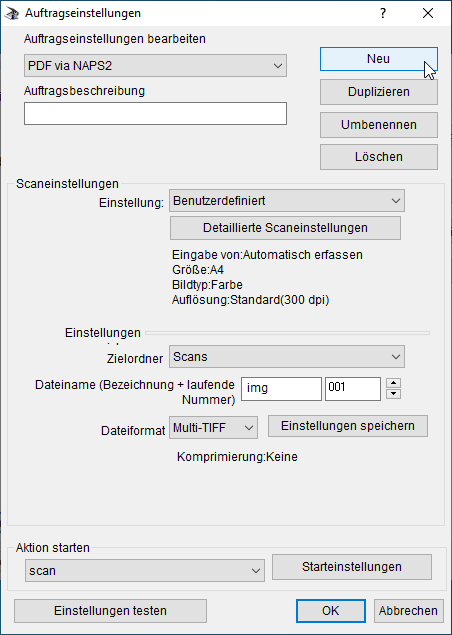 Auftragseinstellungen
?
Auftragseinstellungen bearbeiten
PDF via NAPS2
Neu
Auftragsbeschreibung
Duplizieren
Umbenennen
Löschen
Scaneinstellungen
Einstellung: Benutzerdefiniert
Detaillierte Scaneinstellungen
Eingabe von:Automatisch erfassen
Größe:A4
Bildtyp:Farbe
Auflösung:Standard(300 dpi)
Einstellungen
Zielordner Scans
Dateiname (Bezeichnung + laufende
Nummer)
img 001
Dateiformat Multi-TIFF Einstellungen speichern
Komprimierung:Keine
Aktion starten
scan Starteinstellungen
Einstellungen testen OK Abbrechen